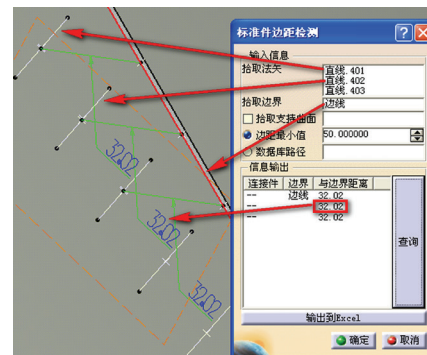 标准件边距检测
输入信息
拾取法矢
直线.401
直线.402
直线.403
拾取边界 边线
拾取支持曲面
边距最小值 50.000000
数据库路径
信息输出
连接件 边界 与边界距离
-- 边线 32.02
-- 32.02
-- 32.02
查询
输出到Excel
确定 取消
32.02
32.02
32.02